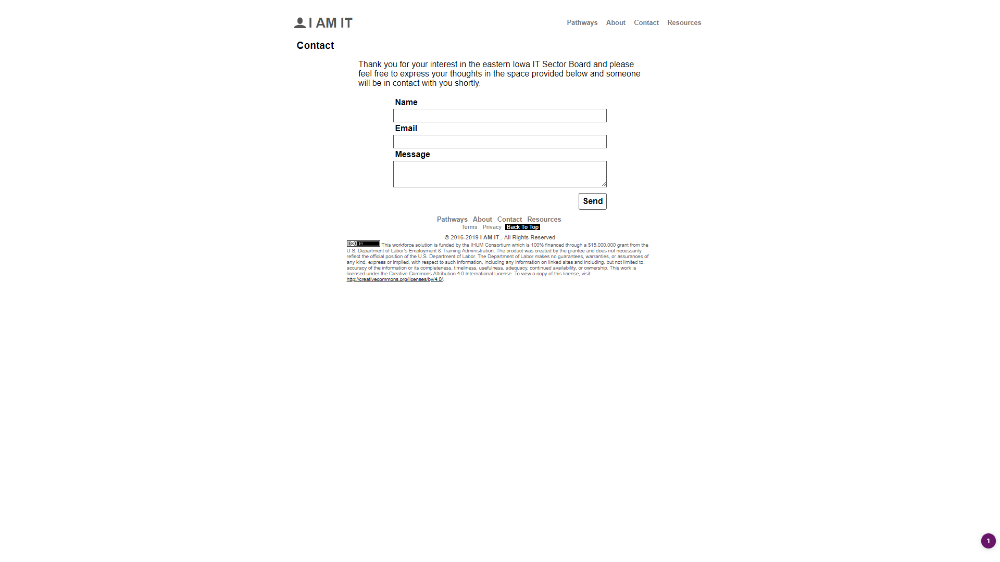 I AM IT
Pathways About Contact Resources
Contact
Thank you for your interest in the eastern Iowa IT Sector Board and please
feel free to express your thoughts in the space provided below and someone
will be in contact with you shortly.
Name
Email
Message
Send
Pathways About Contact Resources
Terms Privacy Back To Top
© 2016-2019 I AM IT., All Rights Reserved
(cc) BY This workforce solution is funded by the IHUM Consortium which is 100% financed through a $15,000,000 grant from the
U.S. Department of Labor's Employment & Training Administration. The product was created by the grantee and does not necessarily
reflect the official position of the U.S. Department of Labor. The Department of Labor makes no guarantees, warranties, or assurances of
any kind, express or implied, with respect to such information, including any information on linked sites and including, but not limited to,
accuracy of the information or its completeness, timeliness, usefulness, adequacy, continued availability, or ownership. This work is
licensed under the Creative Commons Attribution 4.0 International License. To view a copy of this license, visit
http://creativecommons.org/licenses/by/4.0/.
1